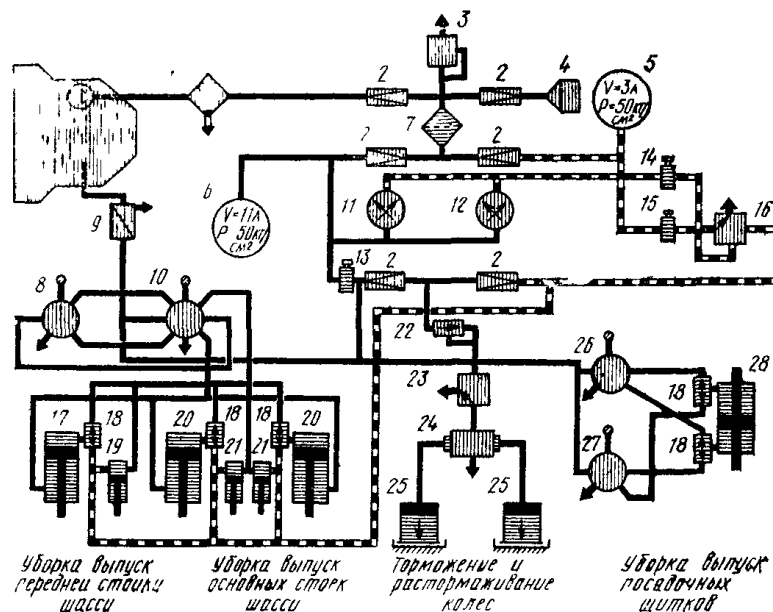 3
2
2
4
5
V=3л
P=50кг/см²
7
2
2
14
6
V=11л
P 50кг/см²
11
12
15
16
9
13
2
2
8
10
22
26
28
23
18
17
18
19
20
18
18
20
21
21
24
27
18
25
25
Уборка выпуск
передней стойки
шасси
Уборка выпуск
основных стоек
шасси
Торможение и
растормаживание
колес
Уборка выпуск
посадочных
щитков